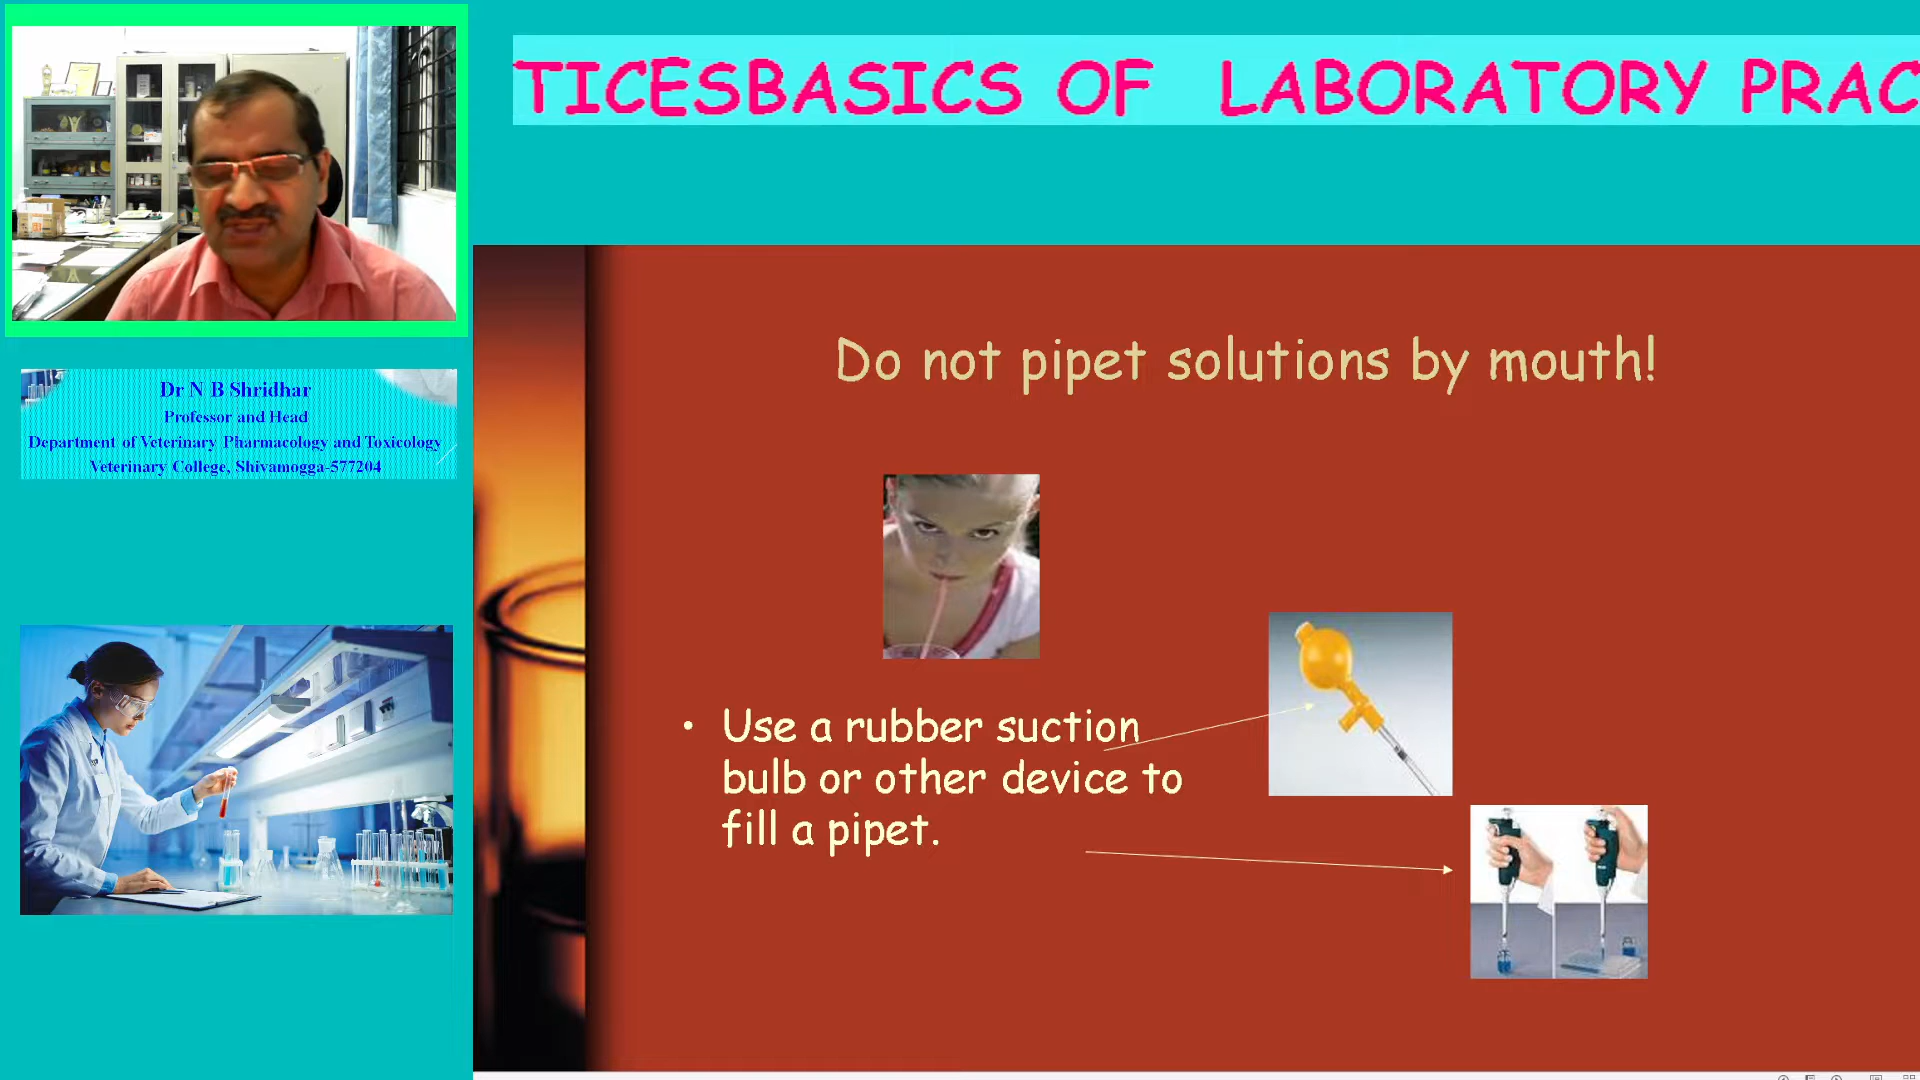 TICESBASICS OF LABORATORY PRAC
Dr N B Shridhar
Professor and Head
Department of Veterinary Pharmacology and Toxicology
Veterinary College, Shivamogga-577204
Do not pipet solutions by mouth!
• Use a rubber suction
bulb or other device to
fill a pipet.